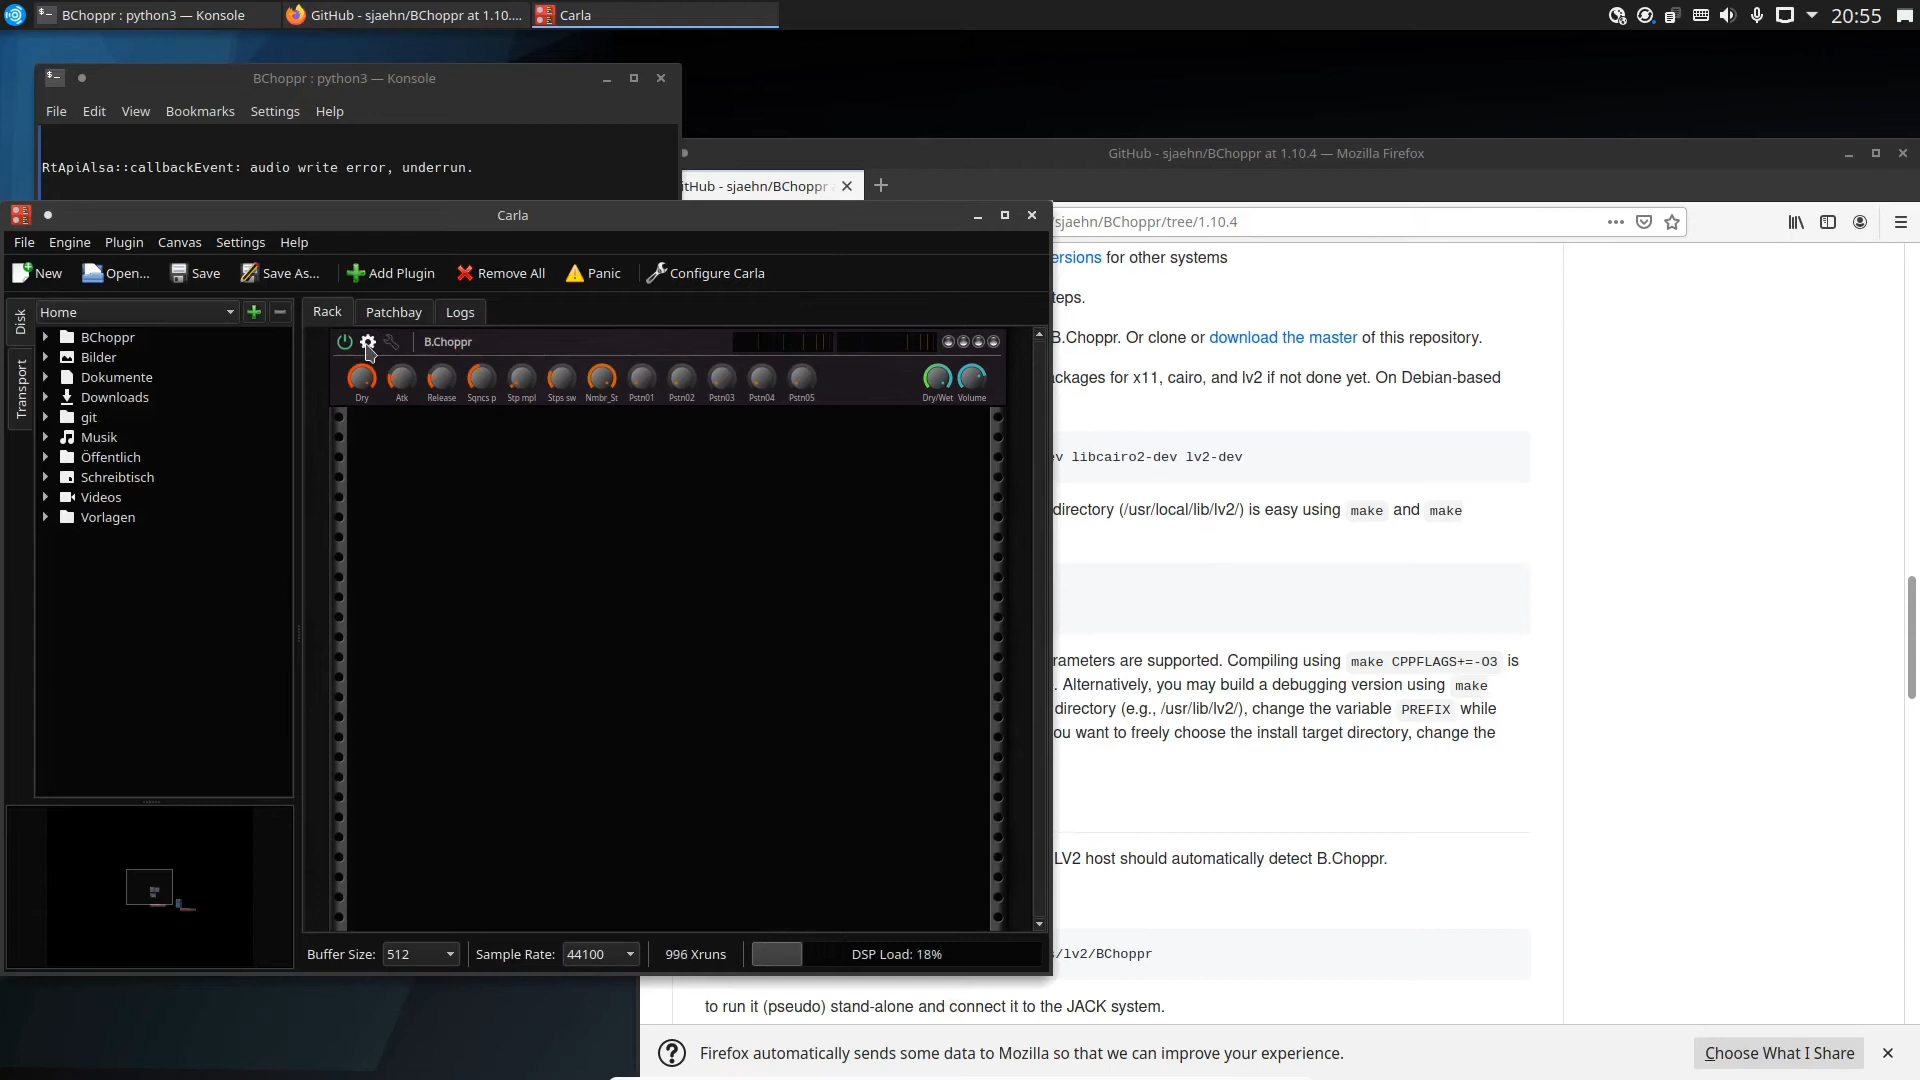 BChoppr : python3 — Konsole
GitHub - sjaehn/BChoppr at 1.10....
Carla
20:55
BChoppr : python3 — Konsole
File Edit View Bookmarks Settings Help
RtApiAlsa::callbackEvent: audio write error, underrun.
GitHub - sjaehn/BChoppr at 1.10.4 — Mozilla Firefox
itHub - sjaehn/BChoppr
/sjaehn/BChoppr/tree/1.10.4
Carla
File Engine Plugin Canvas Settings Help
New Open... Save Save As... Add Plugin Remove All Panic Configure Carla
Disk
Transport
Home
BChoppr
Bilder
Dokumente
Downloads
git
Musik
Öffentlich
Schreibtisch
Videos
Vorlagen
Rack Patchbay Logs
B.Choppr
Dry Atk Release Sqncs p Stp mpl Stps sw Nmbr_St Pstn01 Pstn02 Pstn03 Pstn04 Pstn05 Dry/Wet Volume
Buffer Size: 512 Sample Rate: 44100 996 Xruns DSP Load: 18%
ersions for other systems
teps.
B.Choppr. Or clone or download the master of this repository.
ackages for x11, cairo, and lv2 if not done yet. On Debian-based
ev libcairo2-dev lv2-dev
directory (/usr/local/lib/lv2/) is easy using make and make
rameters are supported. Compiling using make CPPFLAGS+=-O3 is
. Alternatively, you may build a debugging version using make
directory (e.g., /usr/lib/lv2/), change the variable PREFIX while
ou want to freely choose the install target directory, change the
LV2 host should automatically detect B.Choppr.
s/lv2/BChoppr
to run it (pseudo) stand-alone and connect it to the JACK system.
Firefox automatically sends some data to Mozilla so that we can improve your experience.
Choose What I Share